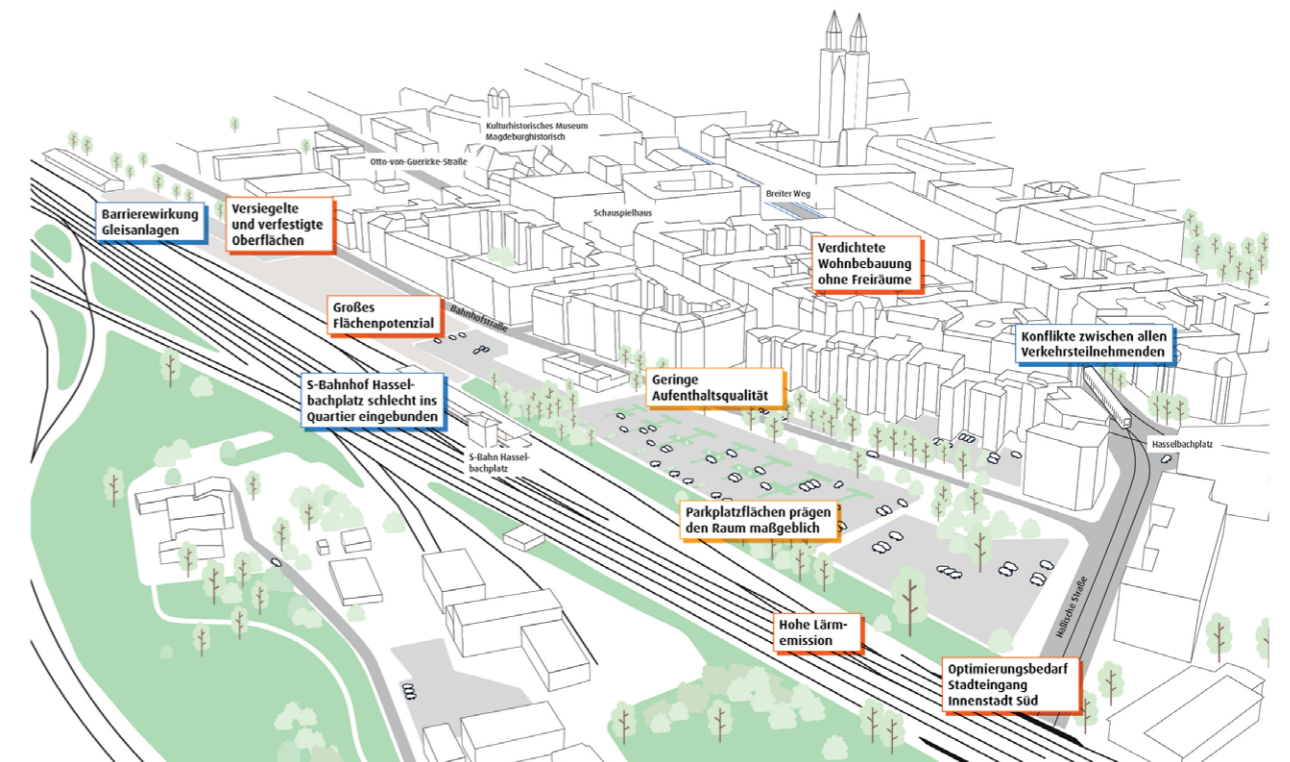 Kulturhistorisches Museum
Magdeburghistorisch
Otto-von-Guericke-Straße
Breiter Weg
Schauspielhaus
Barrierewirkung
Gleisanlagen
Versiegelte
und verfestigte
Oberflächen
Verdichtete
Wohnbebauung
ohne Freiräume
Großes
Flächenpotenzial
Bahnhofstraße
Konflikte zwischen allen
Verkehrsteilnehmenden
S-Bahnhof Hassel-
bachplatz schlecht ins
Quartier eingebunden
Geringe
Aufenthaltsqualität
Hasselbachplatz
S-Bahn Hassel-
bachplatz
Parkplatzflächen prägen
den Raum maßgeblich
Hallische Straße
Hohe Lärm-
emission
Optimierungsbedarf
Stadteingang
Innenstadt Süd